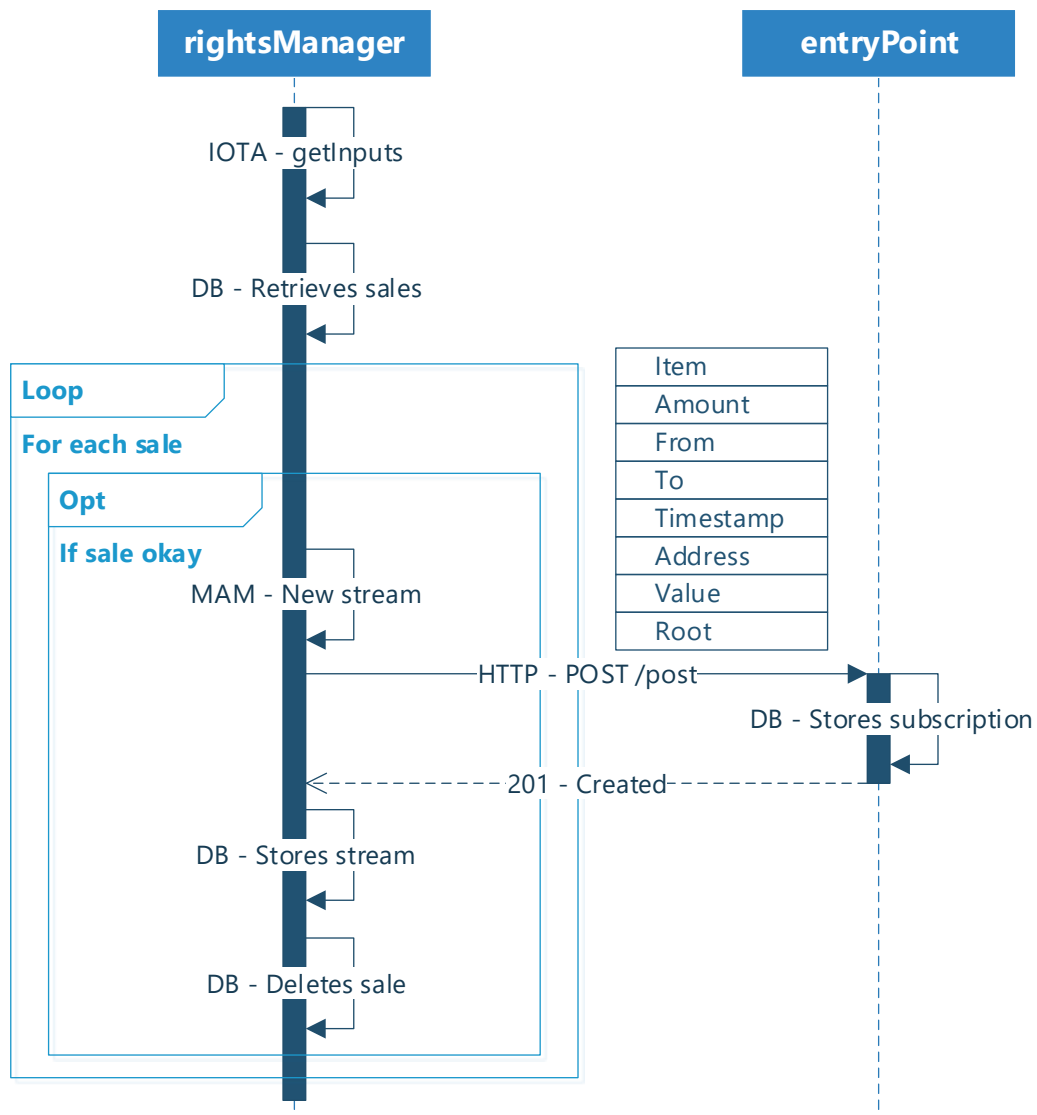 rightsManager
entryPoint
IOTA - getInputs
DB - Retrieves sales
Loop
For each sale
Opt
If sale okay
Item
Amount
From
To
Timestamp
Address
Value
Root
MAM - New stream
HTTP - POST /post
DB - Stores subscription
201 - Created
DB - Stores stream
DB - Deletes sale